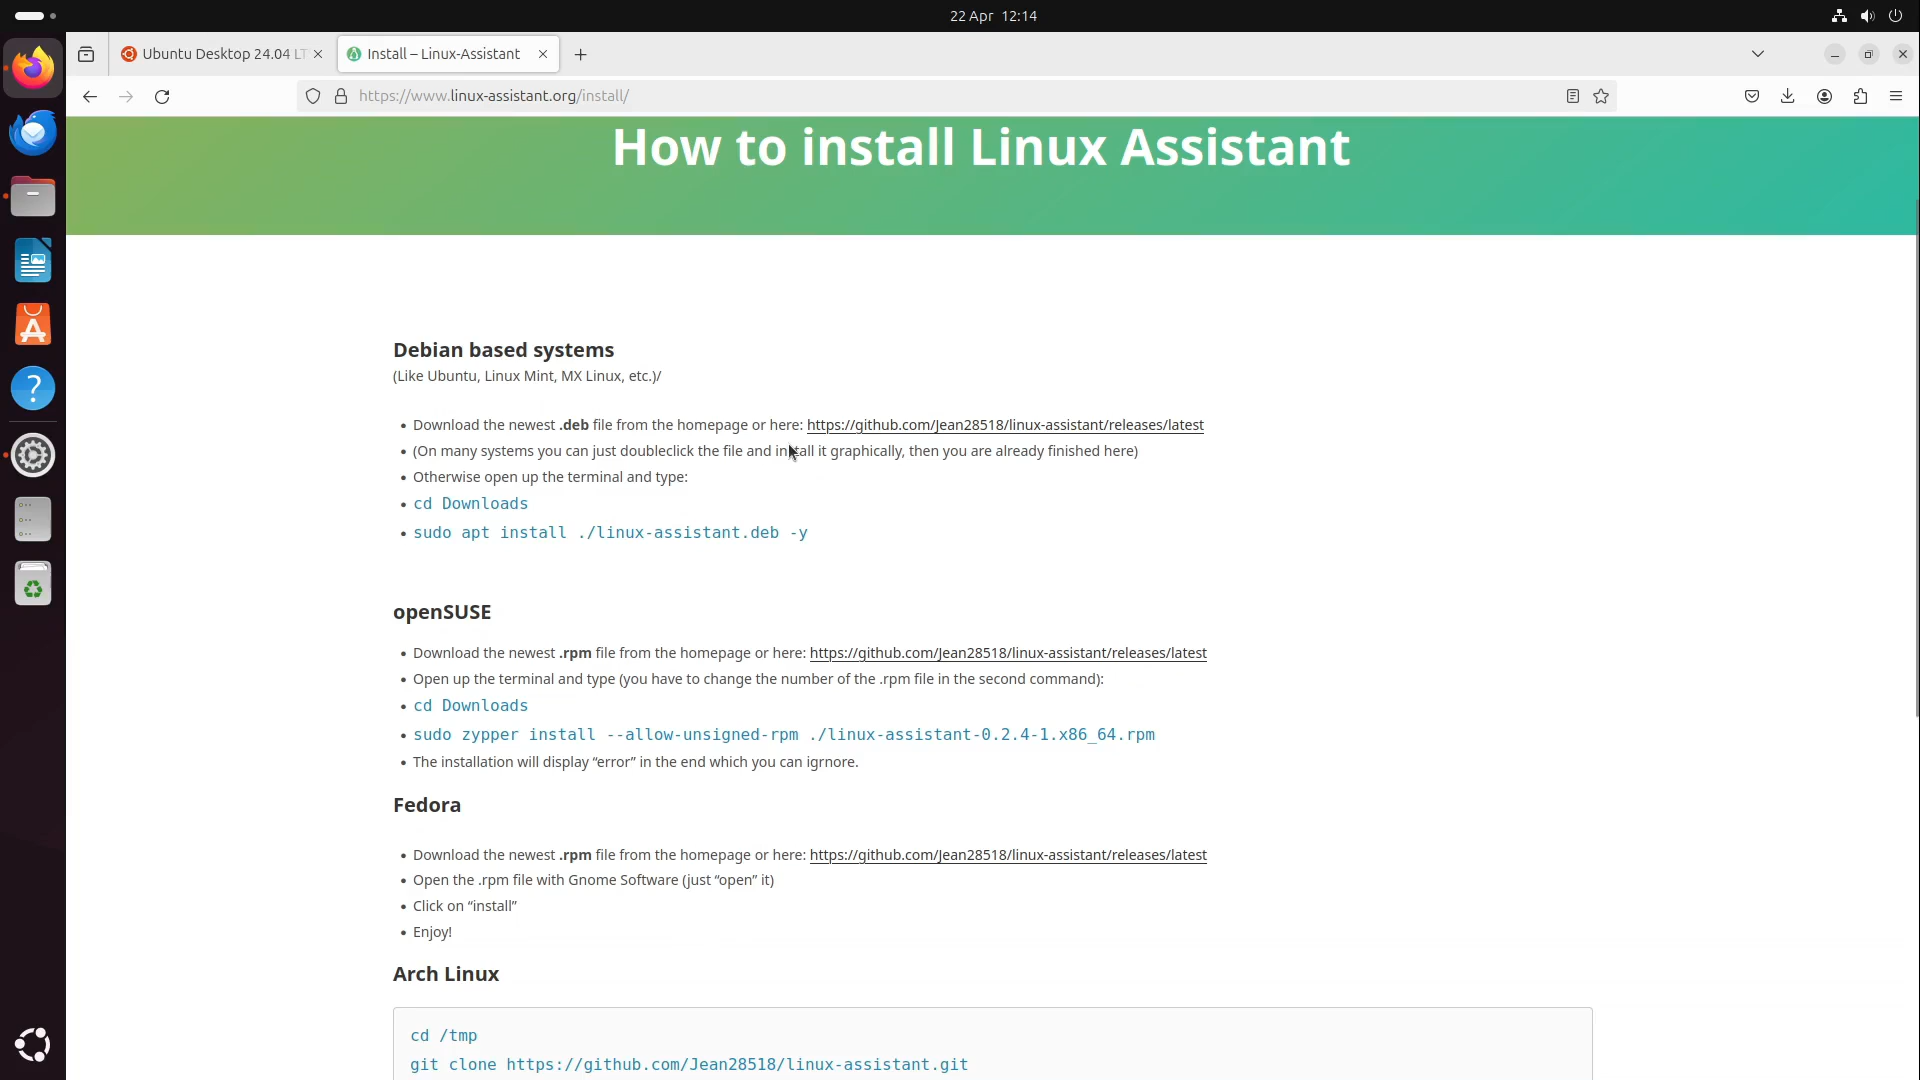 22 Apr 12:14
Ubuntu Desktop 24.04 LT
Install – Linux-Assistant
https://www.linux-assistant.org/install/
How to install Linux Assistant
Debian based systems
(Like Ubuntu, Linux Mint, MX Linux, etc.)/
Download the newest .deb file from the homepage or here: https://github.com/Jean28518/linux-assistant/releases/latest
(On many systems you can just doubleclick the file and install it graphically, then you are already finished here)
Otherwise open up the terminal and type:
cd Downloads
sudo apt install ./linux-assistant.deb -y
openSUSE
Download the newest .rpm file from the homepage or here: https://github.com/Jean28518/linux-assistant/releases/latest
Open up the terminal and type (you have to change the number of the .rpm file in the second command):
cd Downloads
sudo zypper install --allow-unsigned-rpm ./linux-assistant-0.2.4-1.x86_64.rpm
The installation will display “error” in the end which you can igrnore.
Fedora
Download the newest .rpm file from the homepage or here: https://github.com/Jean28518/linux-assistant/releases/latest
Open the .rpm file with Gnome Software (just “open” it)
Click on “install”
Enjoy!
Arch Linux
cd /tmp
git clone https://github.com/Jean28518/linux-assistant.git